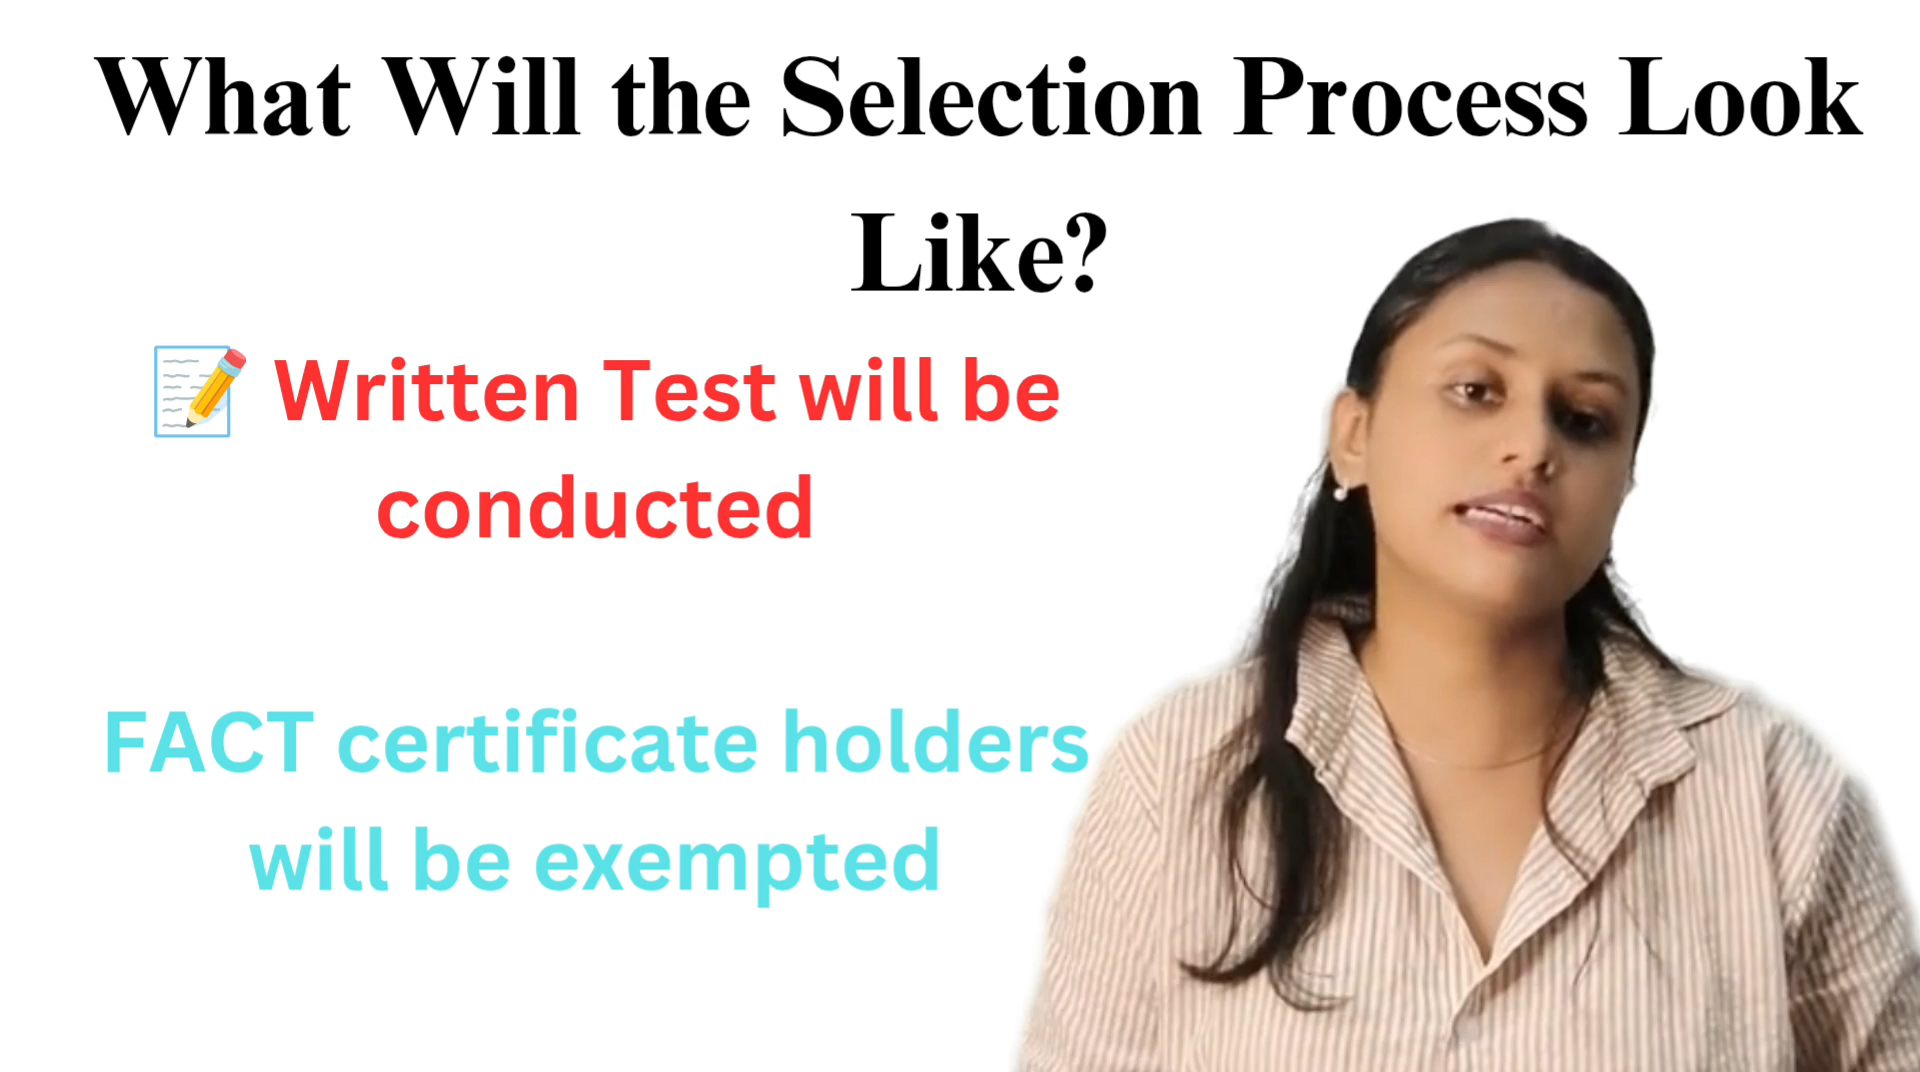 What Will the Selection Process Look
Like?
📝 Written Test will be
conducted
FACT certificate holders
will be exempted